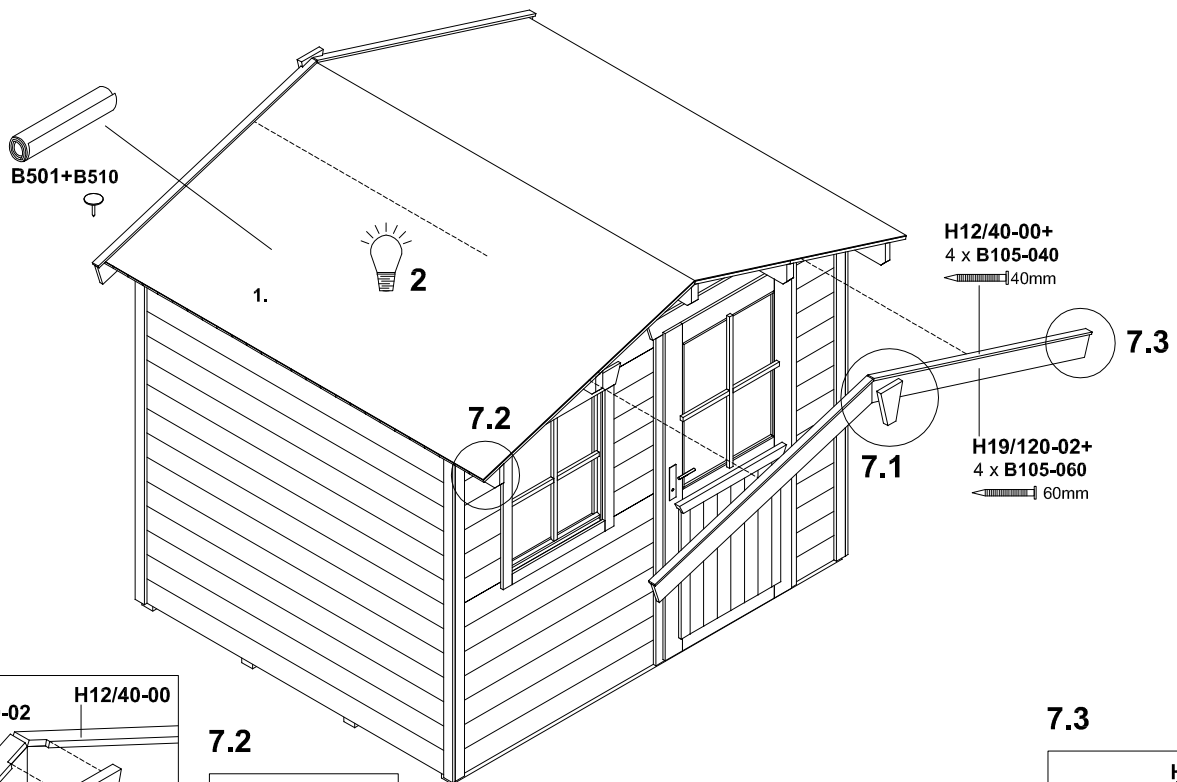 B501+B510
2
1.
H12/40-00+
4 x B105-040
40mm
7.3
7.2
7.1
H19/120-02+
4 x B105-060
60mm
H12/40-00
-02
7.2
7.3
H